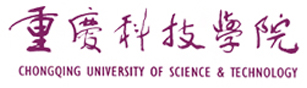 重慶科技學院
CHONGQING UNIVERSITY OF SCIENCE & TECHNOLOGY